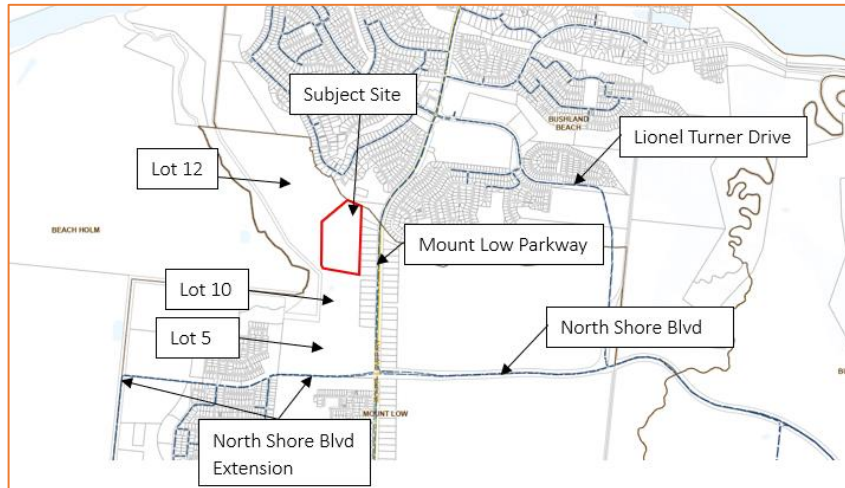 Subject Site
BUSHLAND
BEACH
Lionel Turner Drive
Lot 12
BEACH HOLM
Mount Low Parkway
Lot 10
North Shore Blvd
Lot 5
MOUNT LOW
North Shore Blvd
Extension